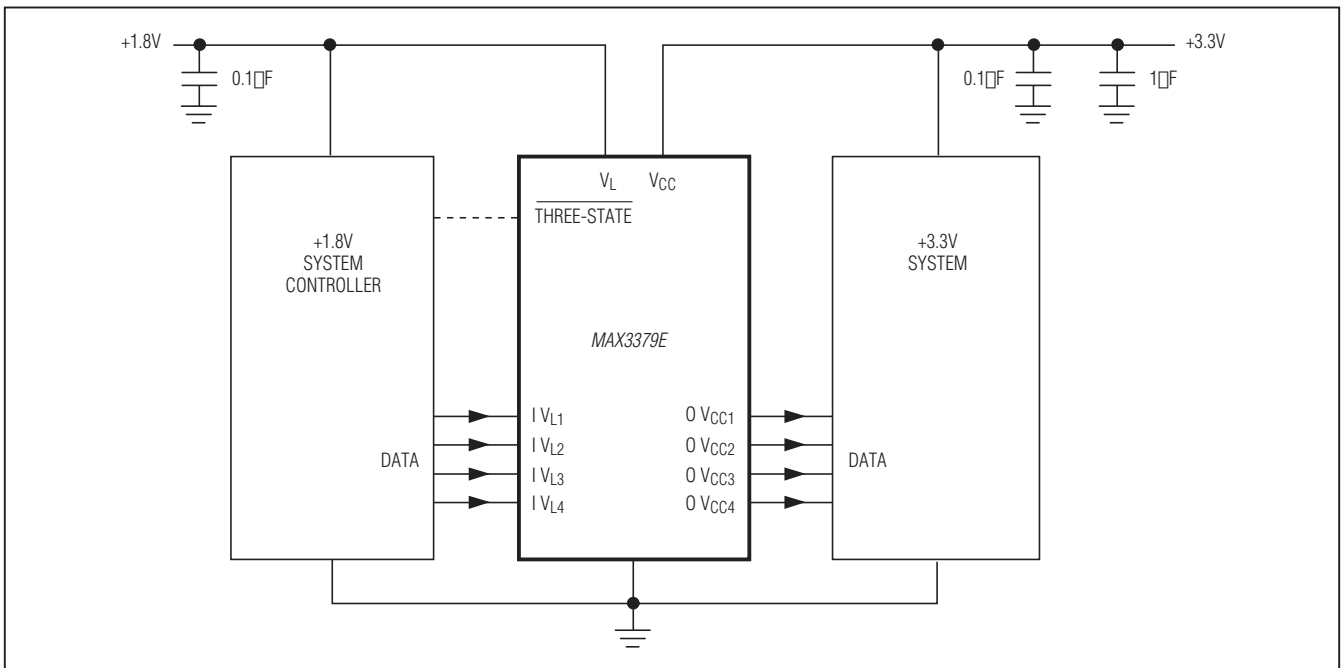 +1.8V
+3.3V
0.1▯F
0.1▯F
1▯F
VL
VCC
THREE-STATE
+1.8V
SYSTEM
CONTROLLER
+3.3V
SYSTEM
MAX3379E
I VL1
O VCC1
I VL2
O VCC2
DATA
DATA
I VL3
O VCC3
I VL4
O VCC4